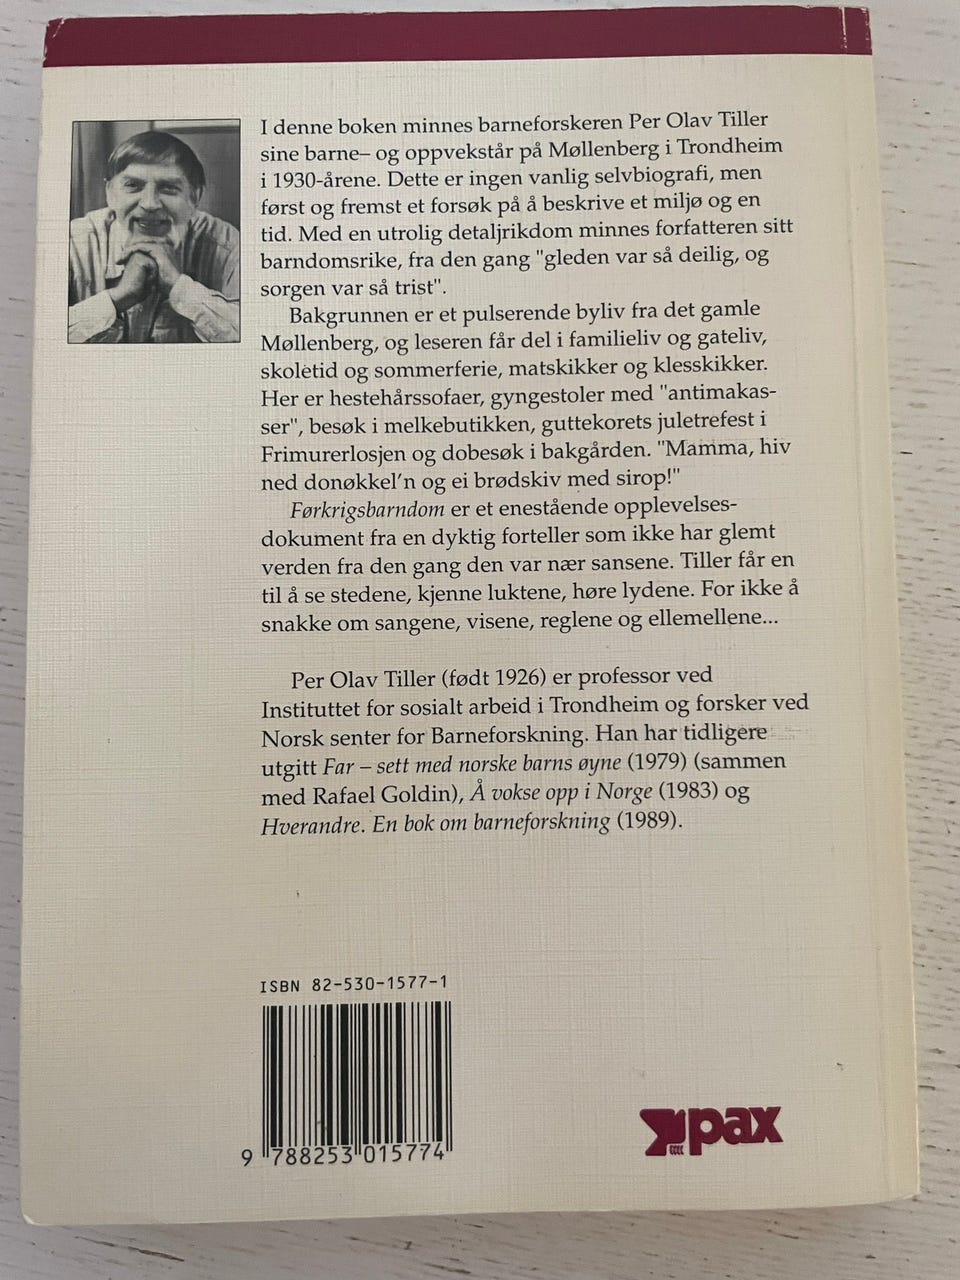 I denne boken minnes barneforskeren Per Olav Tiller
sine barne– og oppvekstår på Møllenberg i Trondheim
i 1930-årene. Dette er ingen vanlig selvbiografi, men
først og fremst et forsøk på å beskrive et miljø og en
tid. Med en utrolig detaljrikdom minnes forfatteren sitt
barndomsrike, fra den gang "gleden var så deilig, og
sorgen var så trist".
Bakgrunnen er et pulserende byliv fra det gamle
Møllenberg, og leseren får del i familieliv og gateliv,
skoletid og sommerferie, matskikker og klesskikker.
Her er hestehårssofaer, gyngestoler med "antimakas-
ser", besøk i melkebutikken, guttekorets juletrefest i
Frimurerlosjen og dobesøk i bakgården. "Mamma, hiv
ned donøkkel'n og ei brødskiv med sirop!"
Førkrigsbarndom er et enestående opplevelses-
dokument fra en dyktig forteller som ikke har glemt
verden fra den gang den var nær sansene. Tiller får en
til å se stedene, kjenne luktene, høre lydene. For ikke å
snakke om sangene, visene, reglene og ellemellene...
Per Olav Tiller (født 1926) er professor ved
Instituttet for sosialt arbeid i Trondheim og forsker ved
Norsk senter for Barneforskning. Han har tidligere
utgitt Far – sett med norske barns øyne (1979) (sammen
med Rafael Goldin), Å vokse opp i Norge (1983) og
Hverandre. En bok om barneforskning (1989).
ISBN 82-530-1577-1
9 788253 015774
pax